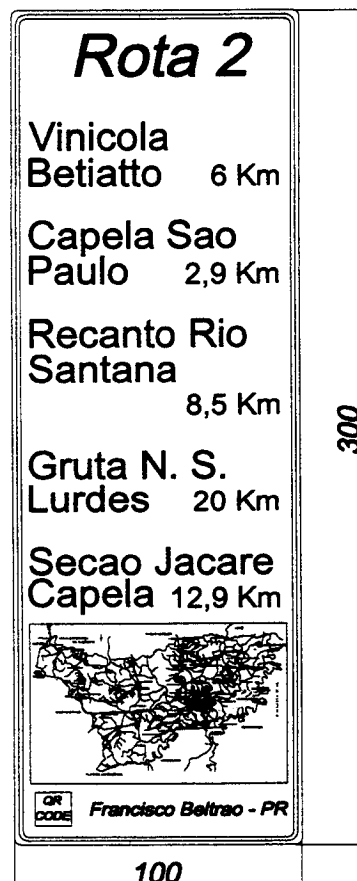 Rota 2
Vinicola
Betiatto 6 Km
Capela Sao
Paulo 2,9 Km
Recanto Rio
Santana
8,5 Km
Gruta N. S.
Lurdes 20 Km
Secao Jacare
Capela 12,9 Km
QR
CODE
Francisco Beltrao - PR
300
100